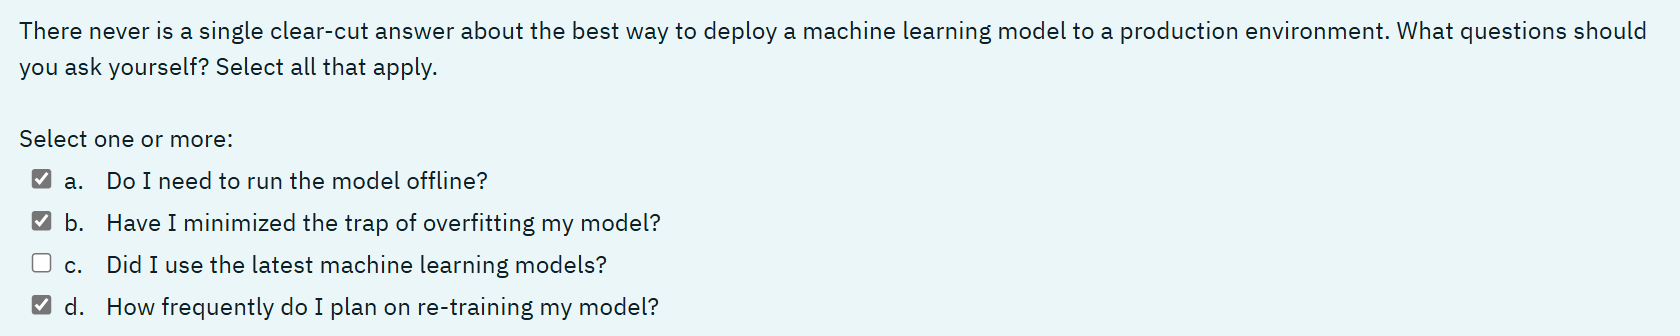 There never is a single clear-cut answer about the best way to deploy a machine learning model to a production environment. What questions should
you ask yourself? Select all that apply.
Select one or more:
a. Do I need to run the model offline?
b. Have I minimized the trap of overfitting my model?
c. Did I use the latest machine learning models?
d. How frequently do I plan on re-training my model?